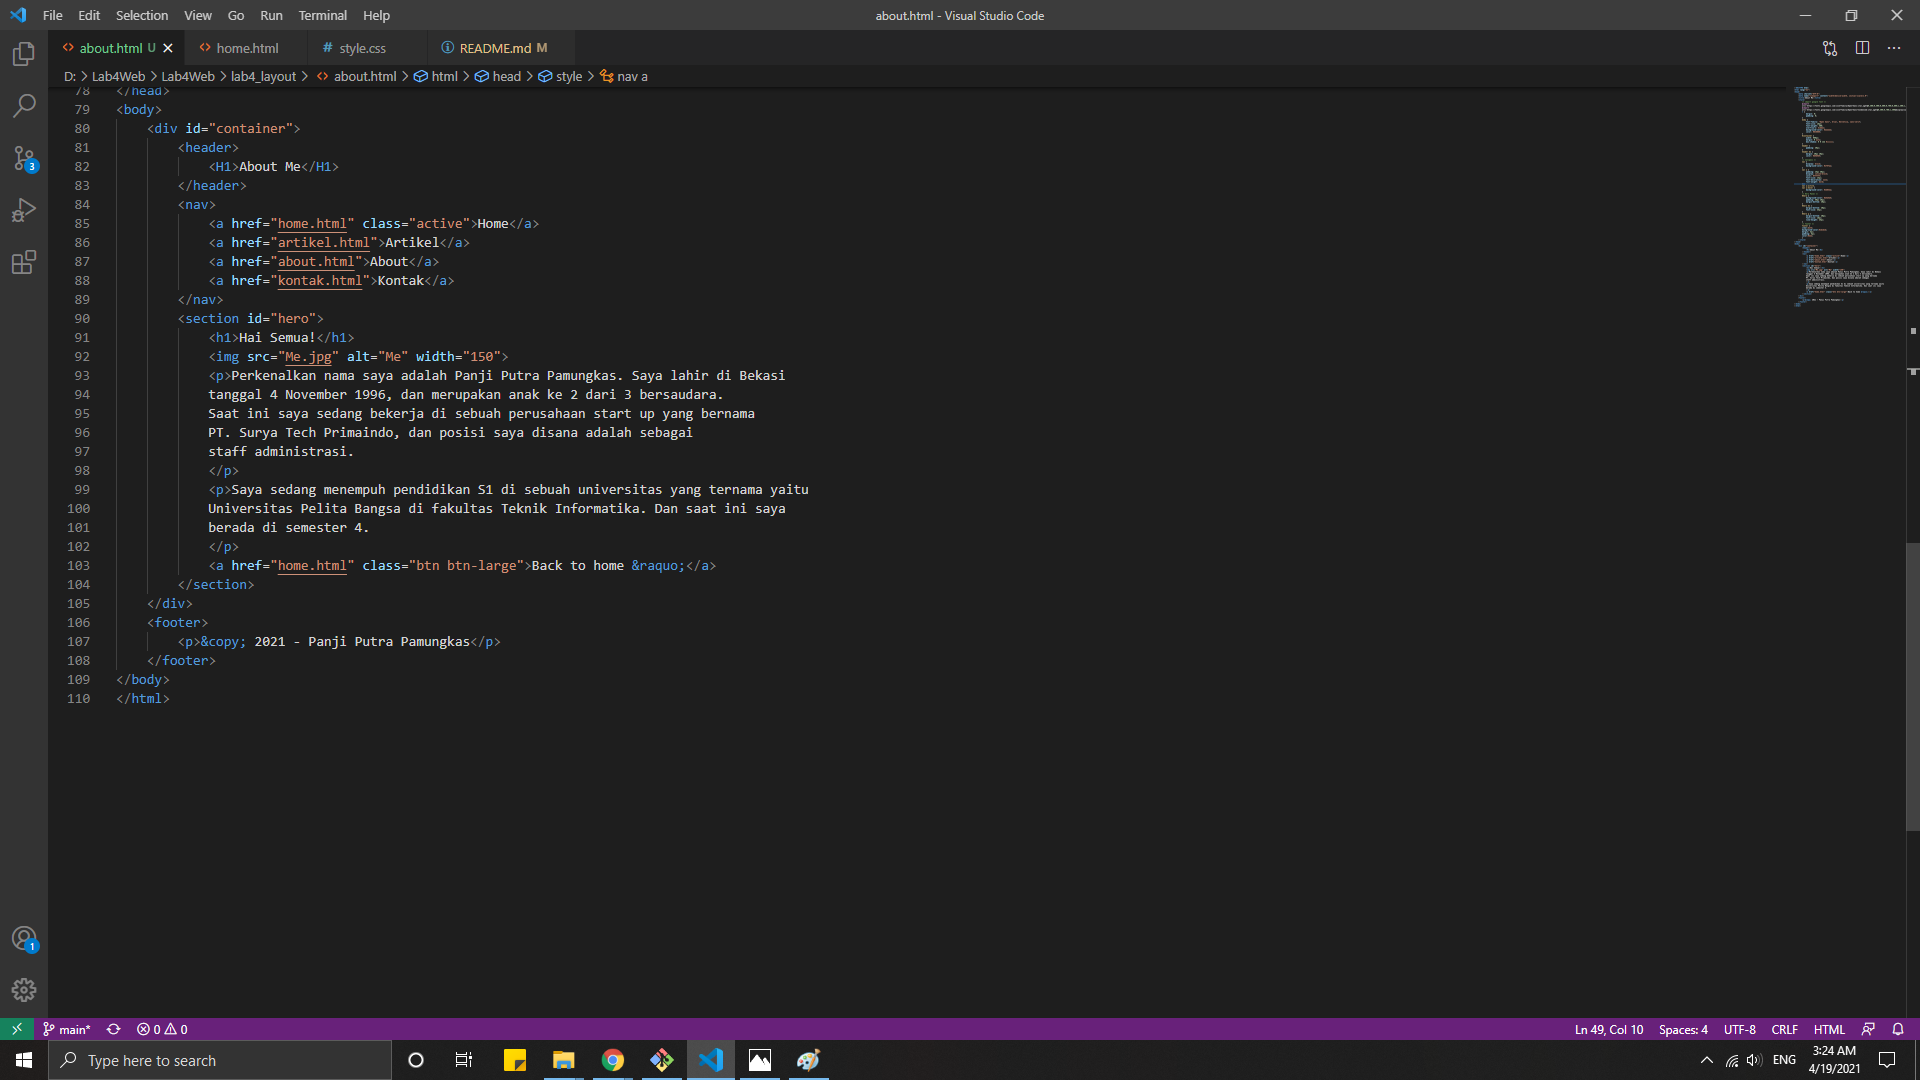 File Edit Selection View Go Run Terminal Help
about.html - Visual Studio Code
about.html U
home.html
# style.css
README.md M
D: > Lab4Web > Lab4Web > lab4_layout > about.html > html > head > style > nav a
78 </head>
79 <body>
80 <div id="container">
81 <header>
82 <H1>About Me</H1>
83 </header>
84 <nav>
85 <a href="home.html" class="active">Home</a>
86 <a href="artikel.html">Artikel</a>
87 <a href="about.html">About</a>
88 <a href="kontak.html">Kontak</a>
89 </nav>
90 <section id="hero">
91 <h1>Hai Semua!</h1>
92 <img src="Me.jpg" alt="Me" width="150">
93 <p>Perkenalkan nama saya adalah Panji Putra Pamungkas. Saya lahir di Bekasi
94 tanggal 4 November 1996, dan merupakan anak ke 2 dari 3 bersaudara.
95 Saat ini saya sedang bekerja di sebuah perusahaan start up yang bernama
96 PT. Surya Tech Primaindo, dan posisi saya disana adalah sebagai
97 staff administrasi.
98 </p>
99 <p>Saya sedang menempuh pendidikan S1 di sebuah universitas yang ternama yaitu
100 Universitas Pelita Bangsa di fakultas Teknik Informatika. Dan saat ini saya
101 berada di semester 4.
102 </p>
103 <a href="home.html" class="btn btn-large">Back to home &raquo;</a>
104 </section>
105 </div>
106 <footer>
107 <p>&copy; 2021 - Panji Putra Pamungkas</p>
108 </footer>
109 </body>
110 </html>
3
1
main* 0 0
Ln 49, Col 10 Spaces: 4 UTF-8 CRLF HTML
Type here to search
ENG
3:24 AM
4/19/2021